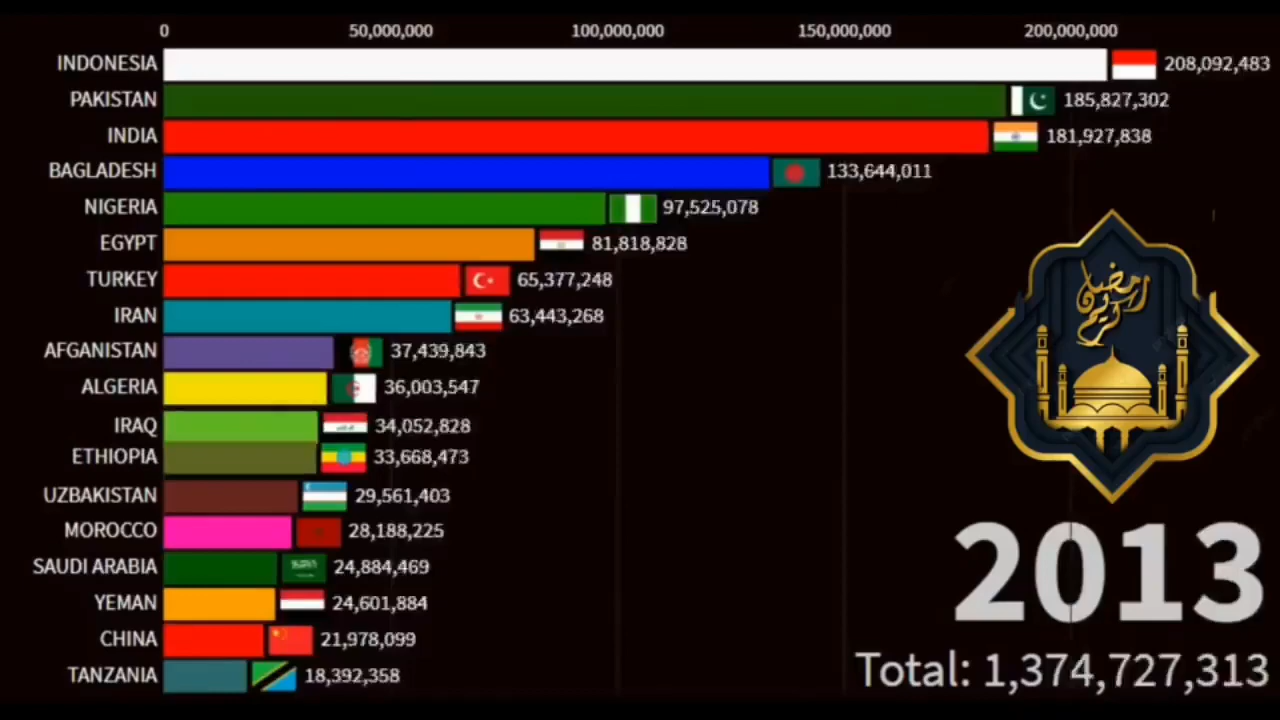 0 50,000,000 100,000,000 150,000,000 200,000,000
INDONESIA 208,092,483
PAKISTAN 185,827,302
INDIA 181,927,838
BAGLADESH 133,644,011
NIGERIA 97,525,078
EGYPT 81,818,828
TURKEY 65,377,248
IRAN 63,443,268
AFGANISTAN 37,439,843
ALGERIA 36,003,547
IRAQ 34,052,828
ETHIOPIA 33,668,473
UZBAKISTAN 29,561,403
MOROCCO 28,188,225
SAUDI ARABIA 24,884,469
YEMAN 24,601,884
CHINA 21,978,099
TANZANIA 18,392,358
رمضان
كريم
2013
Total: 1,374,727,313